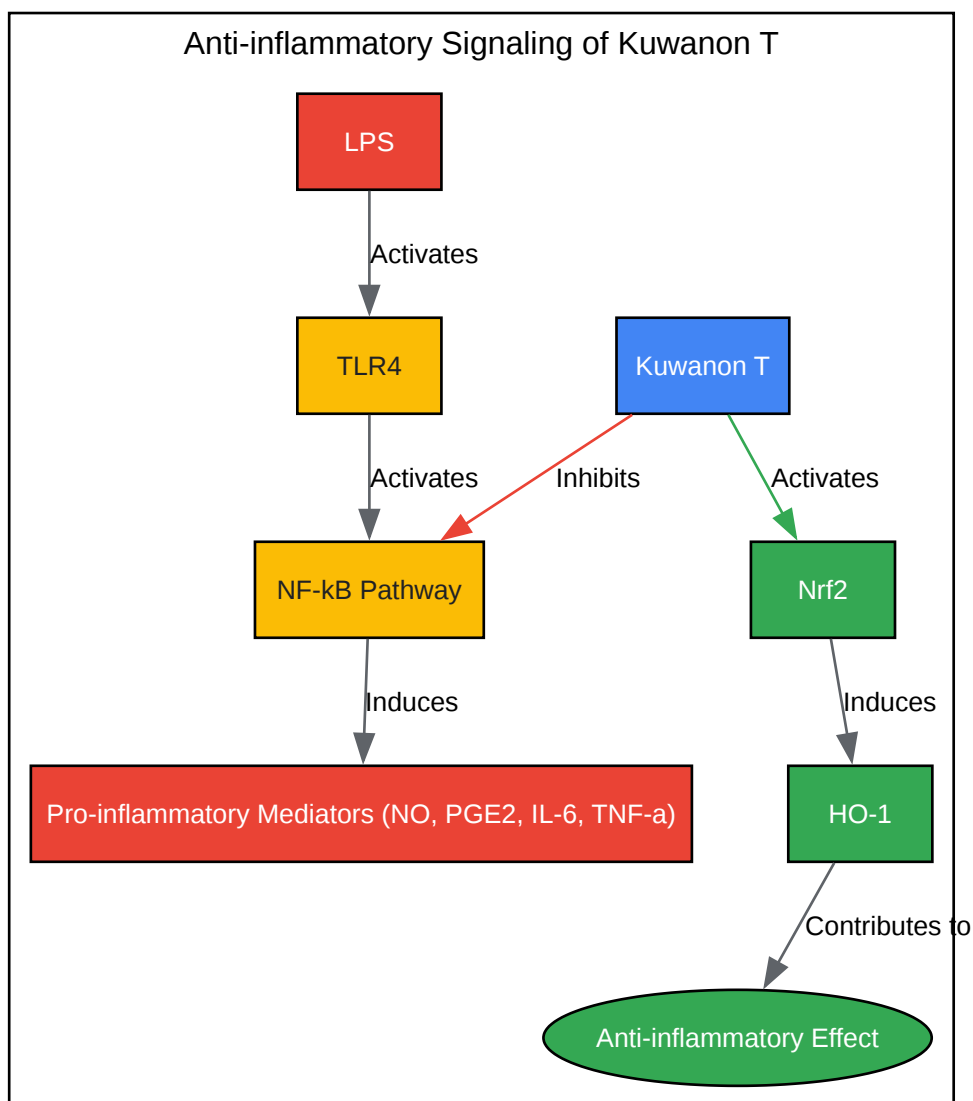 Anti-inflammatory Signaling of Kuwanon T
LPS
Activates
TLR4
Kuwanon T
Activates
Inhibits
Activates
NF-kB Pathway
Nrf2
Induces
Induces
Pro-inflammatory Mediators (NO, PGE2, IL-6, TNF-a)
HO-1
Contributes to
Anti-inflammatory Effect